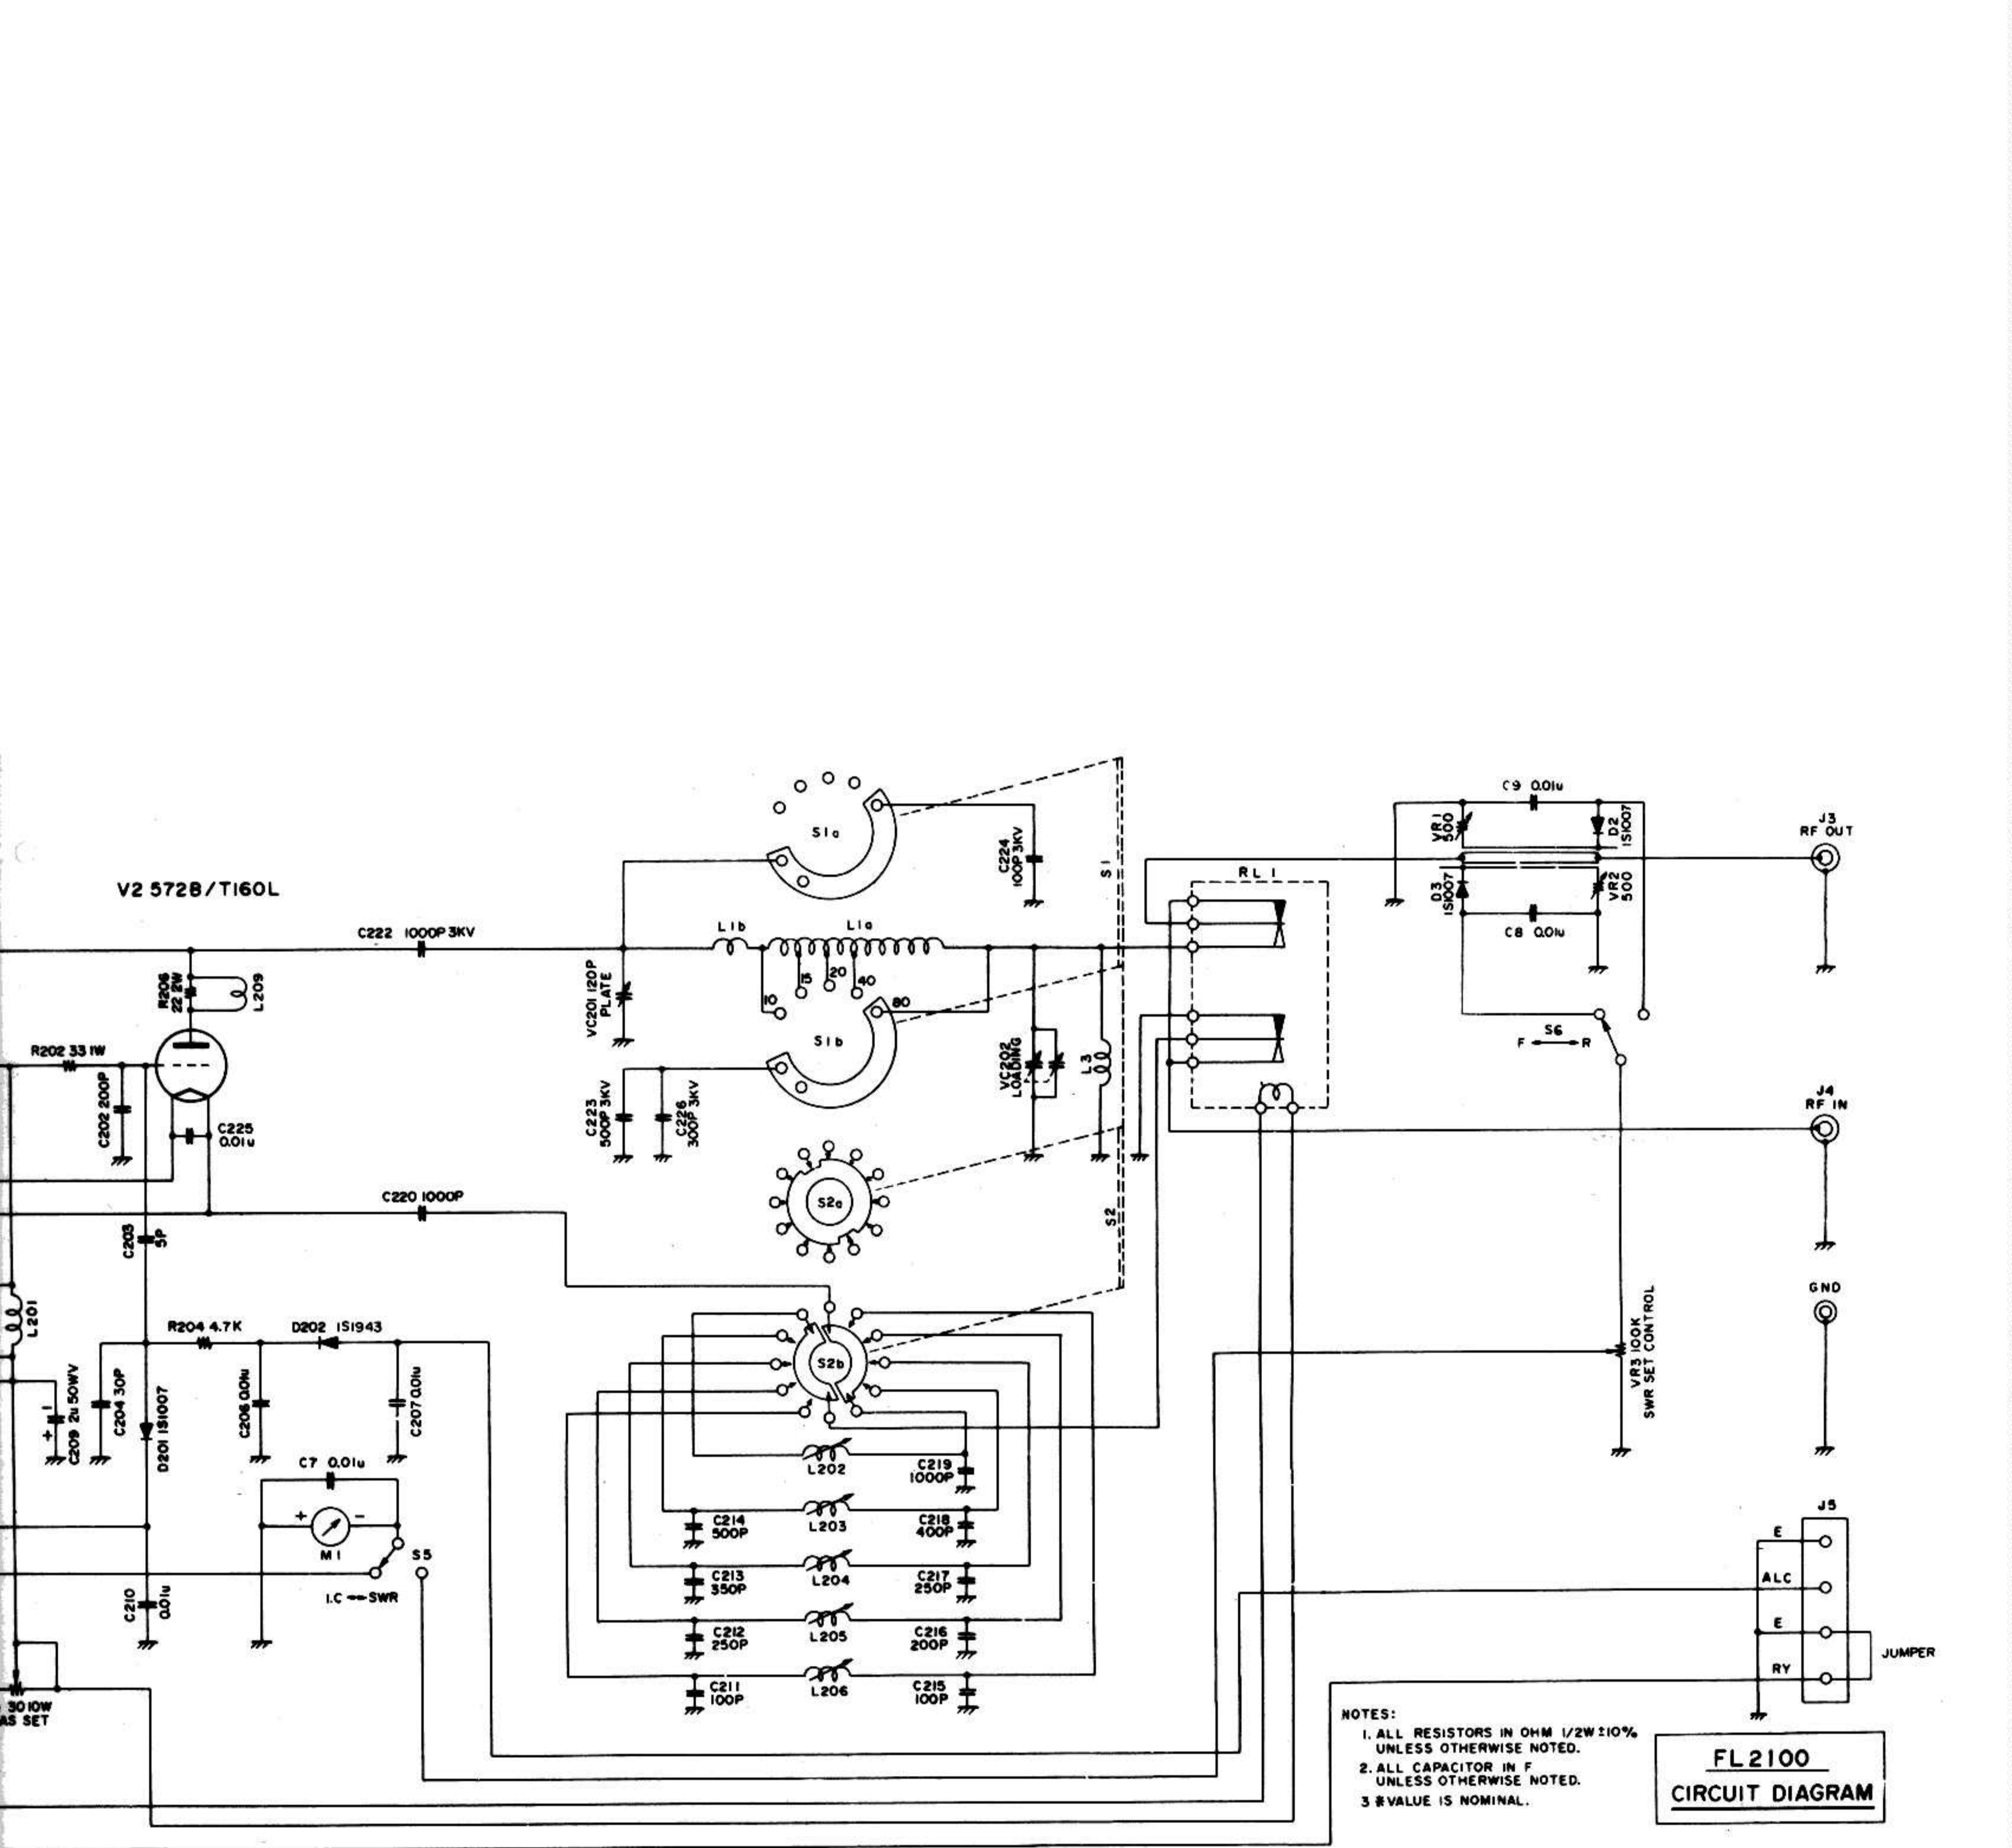 C9 0.01u
VR1
500
D2
1S1007
J3
RF OUT
S1a
C224
100P 3KV
S1
RL 1
D3
1S1007
VR2
500
C8 0.01u
V2 572B/T160L
C222 1000P 3KV
L1b
L1a
R206
22 2W
L209
VC201 120P
PLATE
10
15
20
40
80
S1b
S6
F R
R202 33 1W
C202 200P
C225
0.01u
C223
500P 3KV
C226
300P 3KV
VC202
LOADING
L3
J4
RF IN
C220 1000P
S2a
S2
C203
5P
GND
L201
R204 4.7K
D202 1S1943
S2b
VR3 100K
SWR SET CONTROL
- +
C209 2u 50WV
C204 30P
D201 1S1007
C206 0.01u
C207 0.01u
C7 0.01u
L202
C219
1000P
+ -
M1
S5
C214
500P
L203
C218
400P
J5
E
C213
350P
L204
C217
250P
ALC
I.C SWR
C210
0.01u
C212
250P
L205
C216
200P
E
JUMPER
RY
C211
100P
L206
C215
100P
30 10W
AS SET
NOTES:
1. ALL RESISTORS IN OHM 1/2W ±10%
UNLESS OTHERWISE NOTED.
2. ALL CAPACITOR IN F
UNLESS OTHERWISE NOTED.
3 * VALUE IS NOMINAL.
FL2100
CIRCUIT DIAGRAM